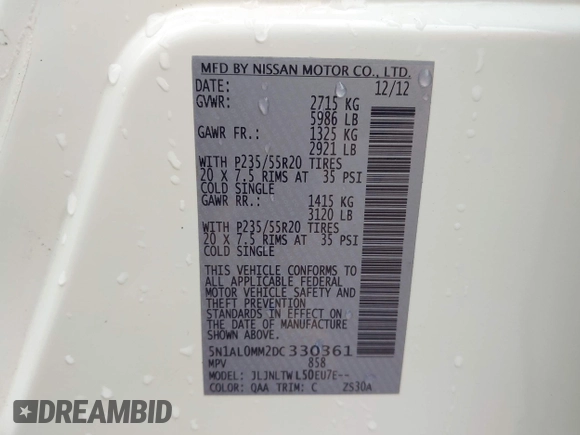 MFD BY NISSAN MOTOR CO., LTD.
DATE: 12/12
GVWR: 2715 KG
5986 LB
GAWR FR.: 1325 KG
2921 LB
WITH P235/55R20 TIRES
20 X 7.5 RIMS AT 35 PSI
COLD SINGLE
GAWR RR.: 1415 KG
3120 LB
WITH P235/55R20 TIRES
20 X 7.5 RIMS AT 35 PSI
COLD SINGLE
THIS VEHICLE CONFORMS TO
ALL APPLICABLE FEDERAL
MOTOR VEHICLE SAFETY AND
THEFT PREVENTION
STANDARDS IN EFFECT ON
THE DATE OF MANUFACTURE
SHOWN ABOVE.
5N1AL0MM2DC330361
MPV 858
MODEL: JLJNLTWL50EU7E--
COLOR: QAA TRIM: C ZS30A
DREAMBID